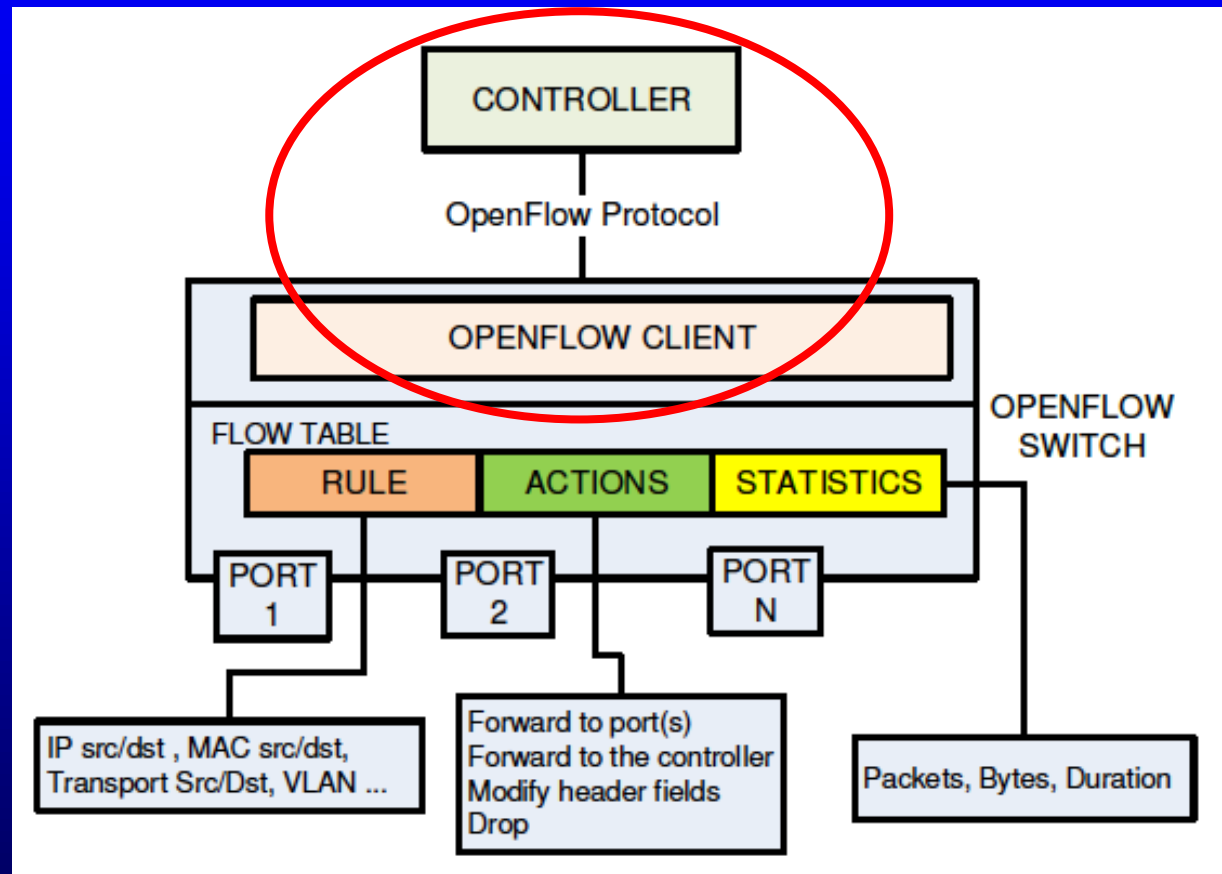 CONTROLLER
OpenFlow Protocol
OPENFLOW CLIENT
OPENFLOW
SWITCH
FLOW TABLE
RULE
ACTIONS
STATISTICS
PORT
1
PORT
2
PORT
N
IP src/dst , MAC src/dst,
Transport Src/Dst, VLAN ...
Forward to port(s)
Forward to the controller
Modify header fields
Drop
Packets, Bytes, Duration